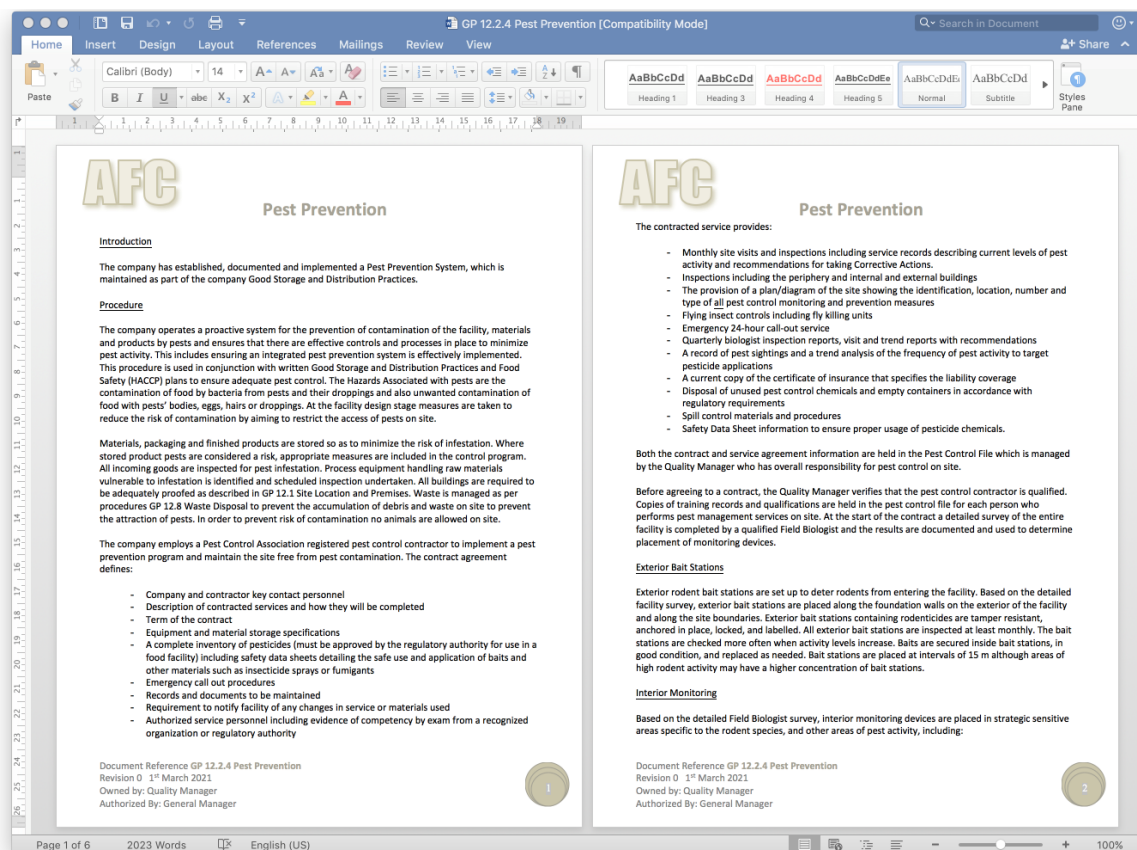 GP 12.2.4 Pest Prevention [Compatibility Mode]
Search in Document
Home Insert Design Layout References Mailings Review View
Share
Paste
Calibri (Body) 14
AaBbCcDd AaBbCcDd AaBbCcDd AaBbCcDdEe AaBbCcDdEe AaBbCcDd
Heading 1 Heading 3 Heading 4 Heading 5 Normal Subtitle
Styles
Pane
AFC
Pest Prevention
Introduction
The company has established, documented and implemented a Pest Prevention System, which is
maintained as part of the company Good Storage and Distribution Practices.
Procedure
The company operates a proactive system for the prevention of contamination of the facility, materials
and products by pests and ensures that there are effective controls and processes in place to minimize
pest activity. This includes ensuring an integrated pest prevention system is effectively implemented.
This procedure is used in conjunction with written Good Storage and Distribution Practices and Food
Safety (HACCP) plans to ensure adequate pest control. The Hazards Associated with pests are the
contamination of food by bacteria from pests and their droppings and also unwanted contamination of
food with pests' bodies, eggs, hairs or droppings. At the facility design stage measures are taken to
reduce the risk of contamination by aiming to restrict the access of pests on site.
Materials, packaging and finished products are stored so as to minimize the risk of infestation. Where
stored product pests are considered a risk, appropriate measures are included in the control program.
All incoming goods are inspected for pest infestation. Process equipment handling raw materials
vulnerable to infestation is identified and scheduled inspection undertaken. All buildings are required to
be adequately proofed as described in GP 12.1 Site Location and Premises. Waste is managed as per
procedures GP 12.8 Waste Disposal to prevent the accumulation of debris and waste on site to prevent
the attraction of pests. In order to prevent risk of contamination no animals are allowed on site.
The company employs a Pest Control Association registered pest control contractor to implement a pest
prevention program and maintain the site free from pest contamination. The contract agreement
defines:
- Company and contractor key contact personnel
- Description of contracted services and how they will be completed
- Term of the contract
- Equipment and material storage specifications
- A complete inventory of pesticides (must be approved by the regulatory authority for use in a
food facility) including safety data sheets detailing the safe use and application of baits and
other materials such as insecticide sprays or fumigants
- Emergency call out procedures
- Records and documents to be maintained
- Requirement to notify facility of any changes in service or materials used
- Authorized service personnel including evidence of competency by exam from a recognized
organization or regulatory authority
Document Reference GP 12.2.4 Pest Prevention
Revision 0 1st March 2021
Owned by: Quality Manager
Authorized By: General Manager
1
AFC
Pest Prevention
The contracted service provides:
- Monthly site visits and inspections including service records describing current levels of pest
activity and recommendations for taking Corrective Actions.
- Inspections including the periphery and internal and external buildings
- The provision of a plan/diagram of the site showing the identification, location, number and
type of all pest control monitoring and prevention measures
- Flying insect controls including fly killing units
- Emergency 24-hour call-out service
- Quarterly biologist inspection reports, visit and trend reports with recommendations
- A record of pest sightings and a trend analysis of the frequency of pest activity to target
pesticide applications
- A current copy of the certificate of insurance that specifies the liability coverage
- Disposal of unused pest control chemicals and empty containers in accordance with
regulatory requirements
- Spill control materials and procedures
- Safety Data Sheet information to ensure proper usage of pesticide chemicals.
Both the contract and service agreement information are held in the Pest Control File which is managed
by the Quality Manager who has overall responsibility for pest control on site.
Before agreeing to a contract, the Quality Manager verifies that the pest control contractor is qualified.
Copies of training records and qualifications are held in the pest control file for each person who
performs pest management services on site. At the start of the contract a detailed survey of the entire
facility is completed by a qualified Field Biologist and the results are documented and used to determine
placement of monitoring devices.
Exterior Bait Stations
Exterior rodent bait stations are set up to deter rodents from entering the facility. Based on the detailed
facility survey, exterior bait stations are placed along the foundation walls on the exterior of the facility
and along the site boundaries. Exterior bait stations containing rodenticides are tamper resistant,
anchored in place, locked, and labelled. All exterior bait stations are inspected at least monthly. The bait
stations are checked more often when activity levels increase. Baits are secured inside bait stations, in
good condition, and replaced as needed. Bait stations are placed at intervals of 15 m although areas of
high rodent activity may have a higher concentration of bait stations.
Interior Monitoring
Based on the detailed Field Biologist survey, interior monitoring devices are placed in strategic sensitive
areas specific to the rodent species, and other areas of pest activity, including:
Document Reference GP 12.2.4 Pest Prevention
Revision 0 1st March 2021
Owned by: Quality Manager
Authorized By: General Manager
2
Page 1 of 6 2023 Words English (US) 100%